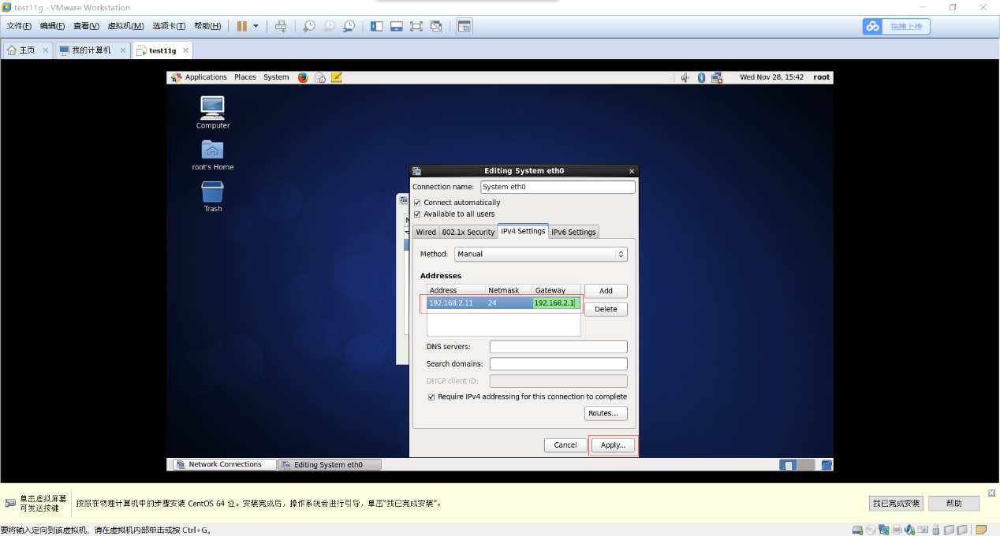 test11g - VMware Workstation
文件(F) 编辑(E) 查看(V) 虚拟机(M) 选项卡(T) 帮助(H)
拖拽上传
主页 我的计算机 test11g
Applications Places System Wed Nov 28, 15:42 root
Computer
root's Home
Trash
Editing System eth0
Connection name: System eth0
Connect automatically
Available to all users
Wired 802.1x Security IPv4 Settings IPv6 Settings
Method: Manual
Addresses
Address Netmask Gateway Add
192.168.2.11 24 192.168.2.1
Delete
DNS servers:
Search domains:
DHCP client ID:
Require IPv4 addressing for this connection to complete
Routes...
Cancel Apply...
Network Connections Editing System eth0
单击虚拟屏幕
可发送按键
按照在物理计算机中的步骤安装 CentOS 64 位。安装完成后，操作系统会进行引导，单击“我已完成安装”。
我已完成安装 帮助
要将输入定向到该虚拟机，请在虚拟机内部单击或按 Ctrl+G。